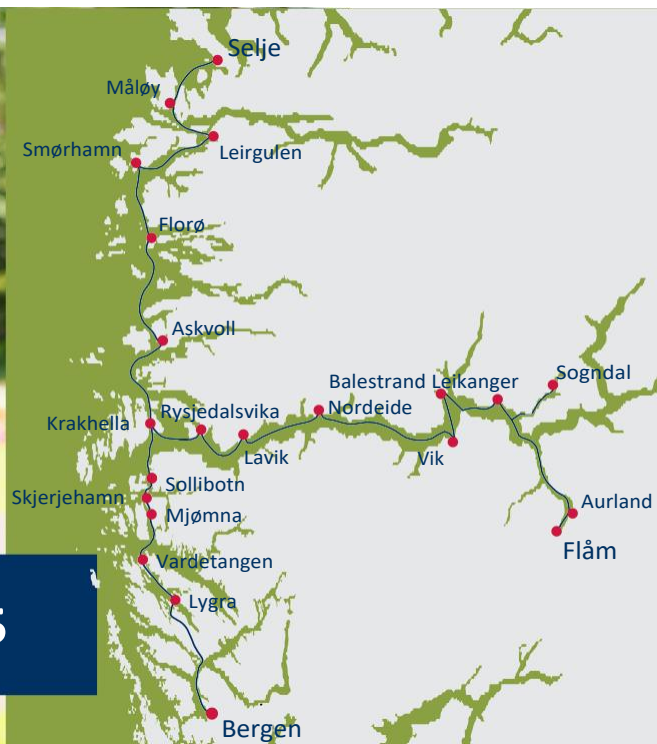 Selje
Måløy
Leirgulen
Smørhamn
Florø
Askvoll
Sogndal
Balestrand Leikanger
Rysjedalsvika
Nordeide
Krakhella
Lavik
Vik
Sollibotn
Skjerjehamn
Mjømna
Aurland
Flåm
Vardetangen
Lygra
Bergen